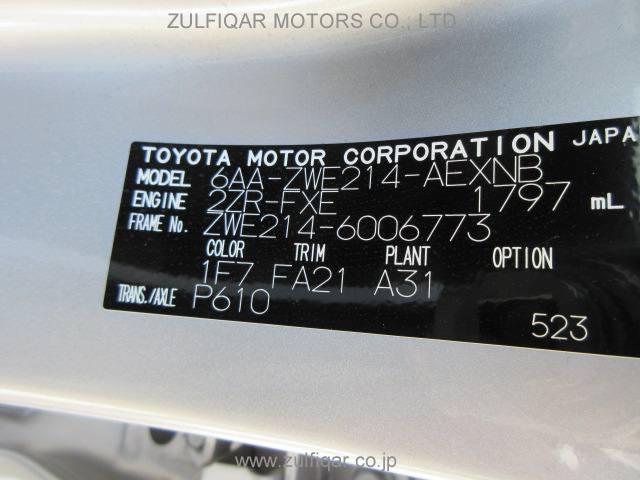 ZULFIQAR MOTORS CO., LTD.
TOYOTA MOTOR CORPORATION JAPA
MODEL 6AA-ZWE214-AEXNB
ENGINE 2ZR-FXE 1797 mL
FRAME No. ZWE214-6006773
COLOR TRIM PLANT OPTION
1F7 FA21 A31
TRANS./AXLE P610
523
www.zulfiqar.co.jp